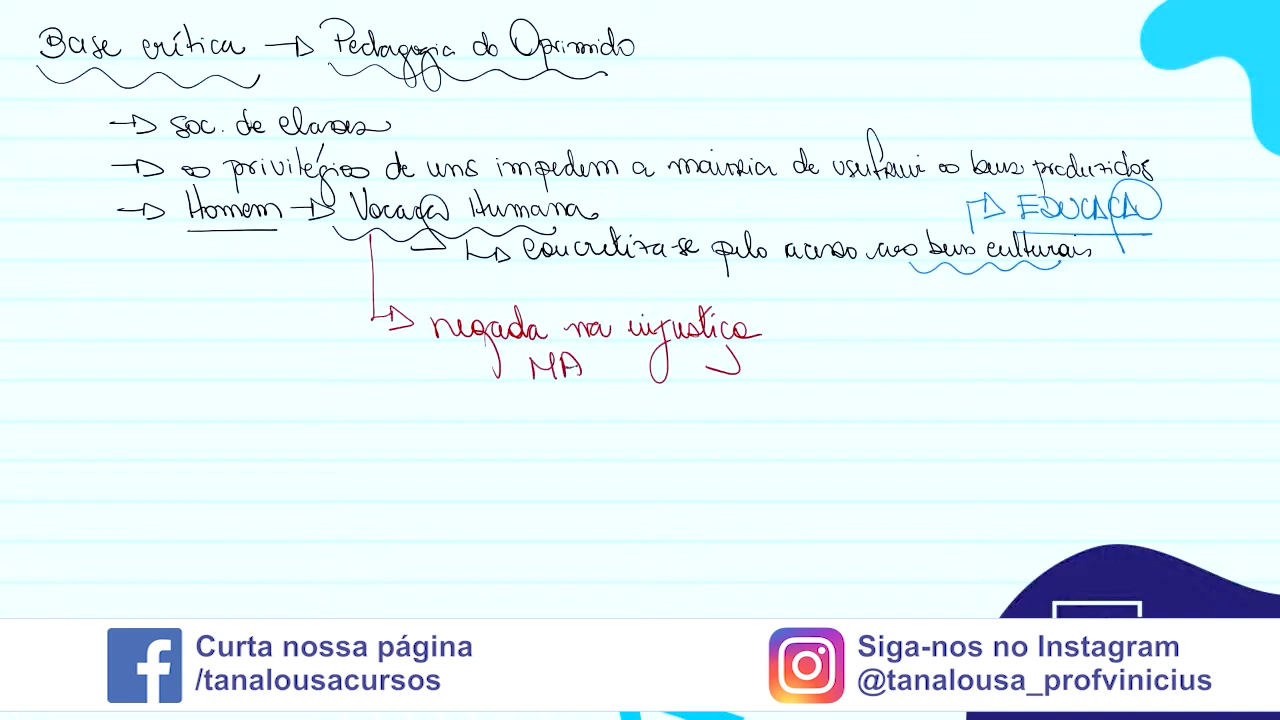 Base crítica → Pedagogia do Oprimido
→ soc. de classes
→ os privilégios de uns impedem a maioria de usufruir os bens produzidos
→ Homem → Vocação Humana
→ EDUCAÇÃO
↳ concretiza-se pelo acesso aos bens culturais
↳ negada na injustiça
MA
Curta nossa página
/tanalousacursos
Siga-nos no Instagram
@tanalousa_profvinicius